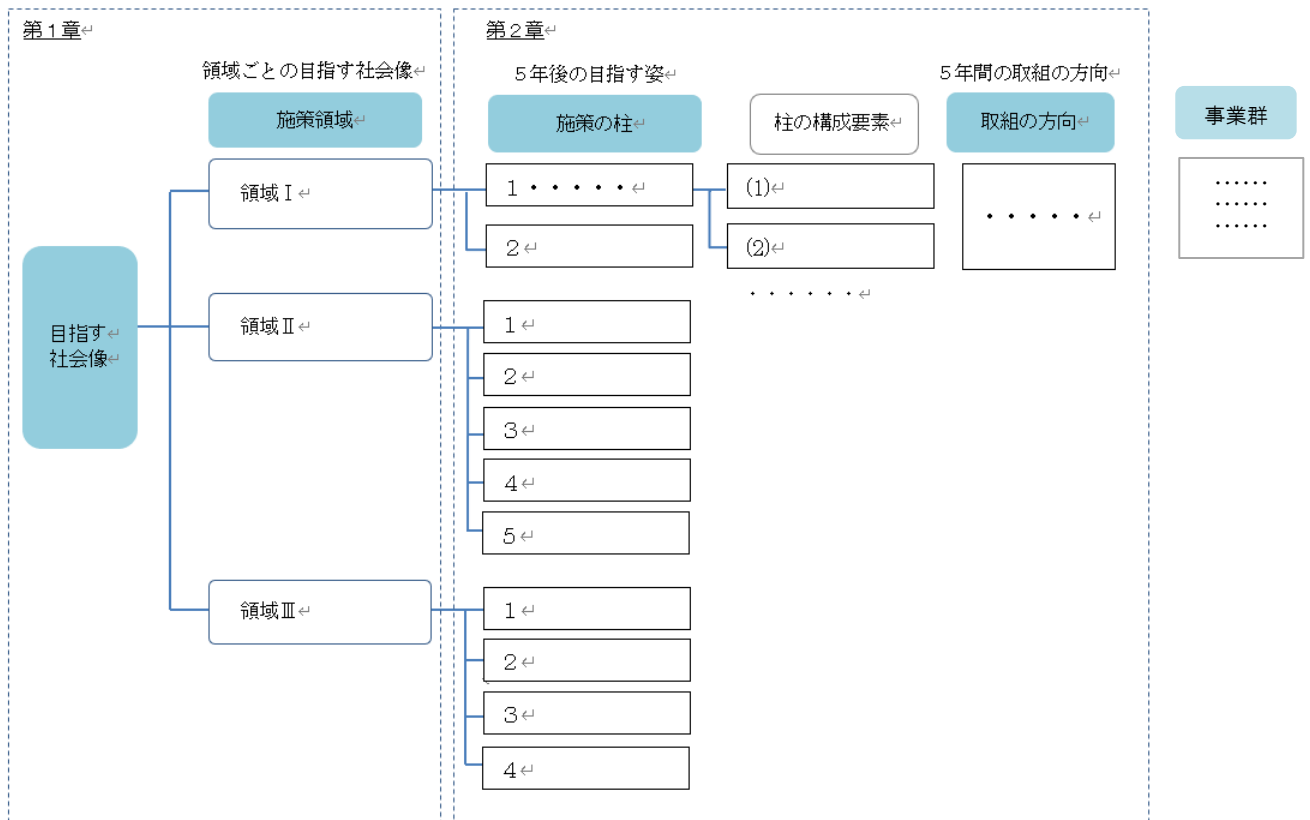 第１章
第２章
領域ごとの目指す社会像
５年後の目指す姿
５年間の取組の方向
施策領域
施策の柱
柱の構成要素
取組の方向
事業群
領域Ⅰ
１・・・・・
(1)
・・・・・
……
……
……
２
(2)
・・・・・・
目指す
社会像
領域Ⅱ
１
２
３
４
５
領域Ⅲ
１
２
３
４